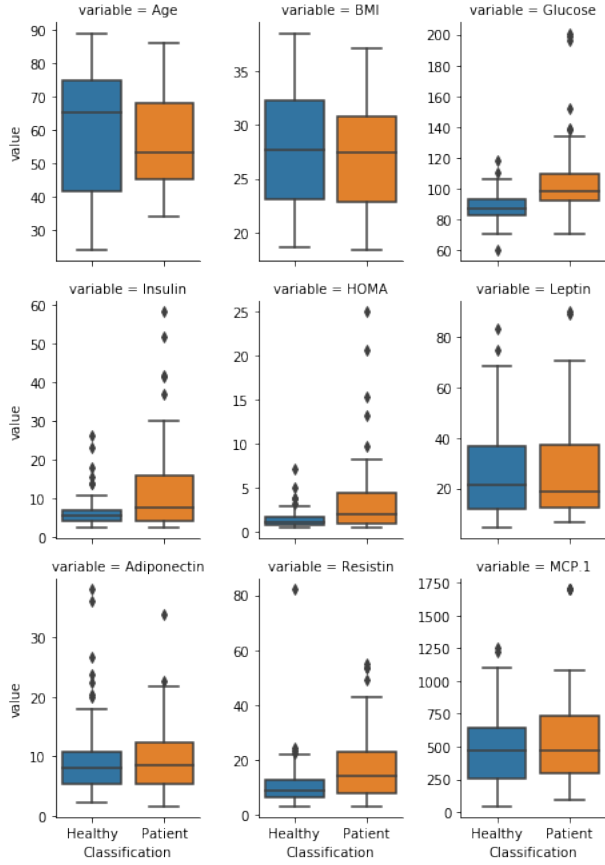 variable = Age
variable = BMI
variable = Glucose
value
90
80
70
60
50
40
30
35
30
25
20
200
180
160
140
120
100
80
60
variable = Insulin
variable = HOMA
variable = Leptin
value
60
50
40
30
20
10
0
25
20
15
10
5
0
80
60
40
20
variable = Adiponectin
variable = Resistin
variable = MCP.1
value
30
20
10
0
80
60
40
20
0
1750
1500
1250
1000
750
500
250
0
Healthy Patient
Classification
Healthy Patient
Classification
Healthy Patient
Classification